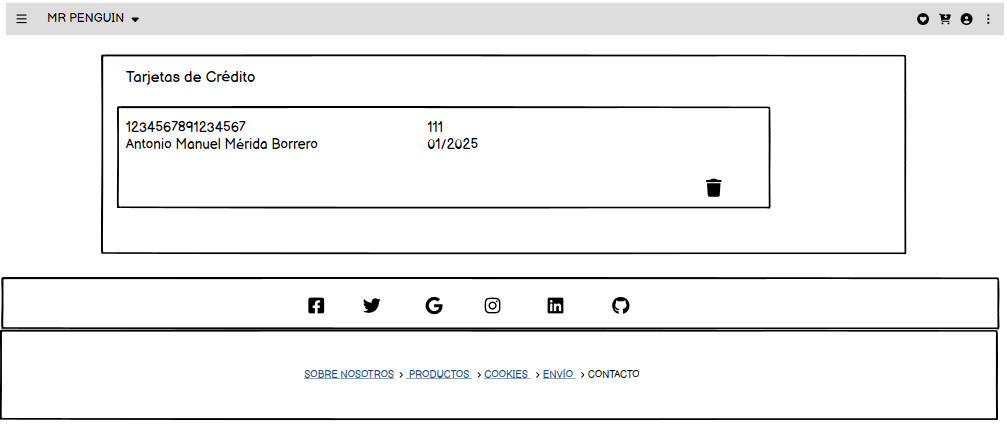 MR PENGUIN
Tarjetas de Crédito
1234567891234567 111
Antonio Manuel Mérida Borrero 01/2025
SOBRE NOSOTROS > PRODUCTOS > COOKIES > ENVÍO > CONTACTO